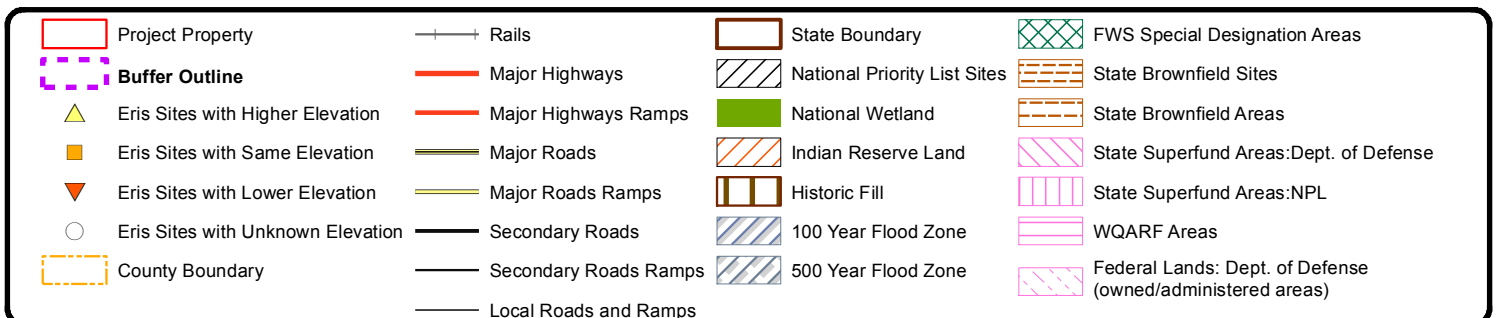 Project Property
Buffer Outline
Eris Sites with Higher Elevation
Eris Sites with Same Elevation
Eris Sites with Lower Elevation
Eris Sites with Unknown Elevation
County Boundary
Rails
Major Highways
Major Highways Ramps
Major Roads
Major Roads Ramps
Secondary Roads
Secondary Roads Ramps
Local Roads and Ramps
State Boundary
National Priority List Sites
National Wetland
Indian Reserve Land
Historic Fill
100 Year Flood Zone
500 Year Flood Zone
FWS Special Designation Areas
State Brownfield Sites
State Brownfield Areas
State Superfund Areas:Dept. of Defense
State Superfund Areas:NPL
WQARF Areas
Federal Lands: Dept. of Defense
(owned/administered areas)